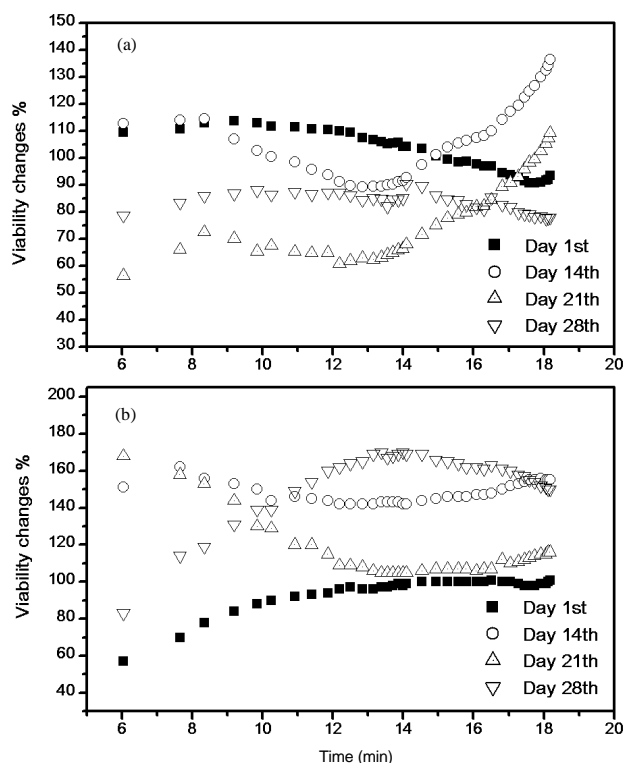 (a)
150
140
130
120
110
100
90
80
70
60
50
40
30
Viability changes %
Day 1st
Day 14th
Day 21th
Day 28th
6 8 10 12 14 16 18 20
(b)
200
180
160
140
120
100
80
60
40
Viability changes %
Day 1st
Day 14th
Day 21th
Day 28th
6 8 10 12 14 16 18 20
Time (min)